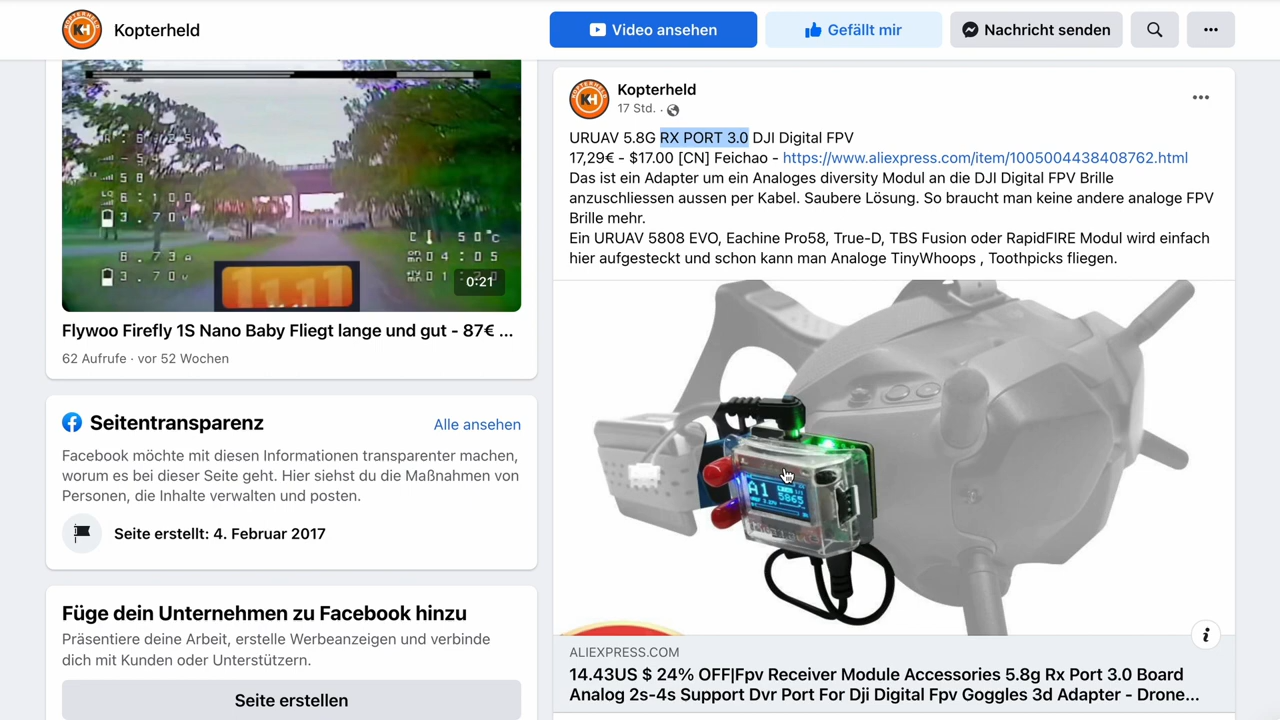 Kopterheld
Video ansehen
Gefällt mir
Nachricht senden
0:21
Flywoo Firefly 1S Nano Baby Fliegt lange und gut - 87€ ...
62 Aufrufe · vor 52 Wochen
Seitentransparenz
Alle ansehen
Facebook möchte mit diesen Informationen transparenter machen,
worum es bei dieser Seite geht. Hier siehst du die Maßnahmen von
Personen, die Inhalte verwalten und posten.
Seite erstellt: 4. Februar 2017
Füge dein Unternehmen zu Facebook hinzu
Präsentiere deine Arbeit, erstelle Werbeanzeigen und verbinde
dich mit Kunden oder Unterstützern.
Seite erstellen
Kopterheld
17 Std. ·
URUAV 5.8G RX PORT 3.0 DJI Digital FPV
17,29€ - $17.00 [CN] Feichao - https://www.aliexpress.com/item/1005004438408762.html
Das ist ein Adapter um ein Analoges diversity Modul an die DJI Digital FPV Brille
anzuschliessen aussen per Kabel. Saubere Lösung. So braucht man keine andere analoge FPV
Brille mehr.
Ein URUAV 5808 EVO, Eachine Pro58, True-D, TBS Fusion oder RapidFIRE Modul wird einfach
hier aufgesteckt und schon kann man Analoge TinyWhoops , Toothpicks fliegen.
A1
5865
ALIEXPRESS.COM
14.43US $ 24% OFF|Fpv Receiver Module Accessories 5.8g Rx Port 3.0 Board
Analog 2s-4s Support Dvr Port For Dji Digital Fpv Goggles 3d Adapter - Drone...